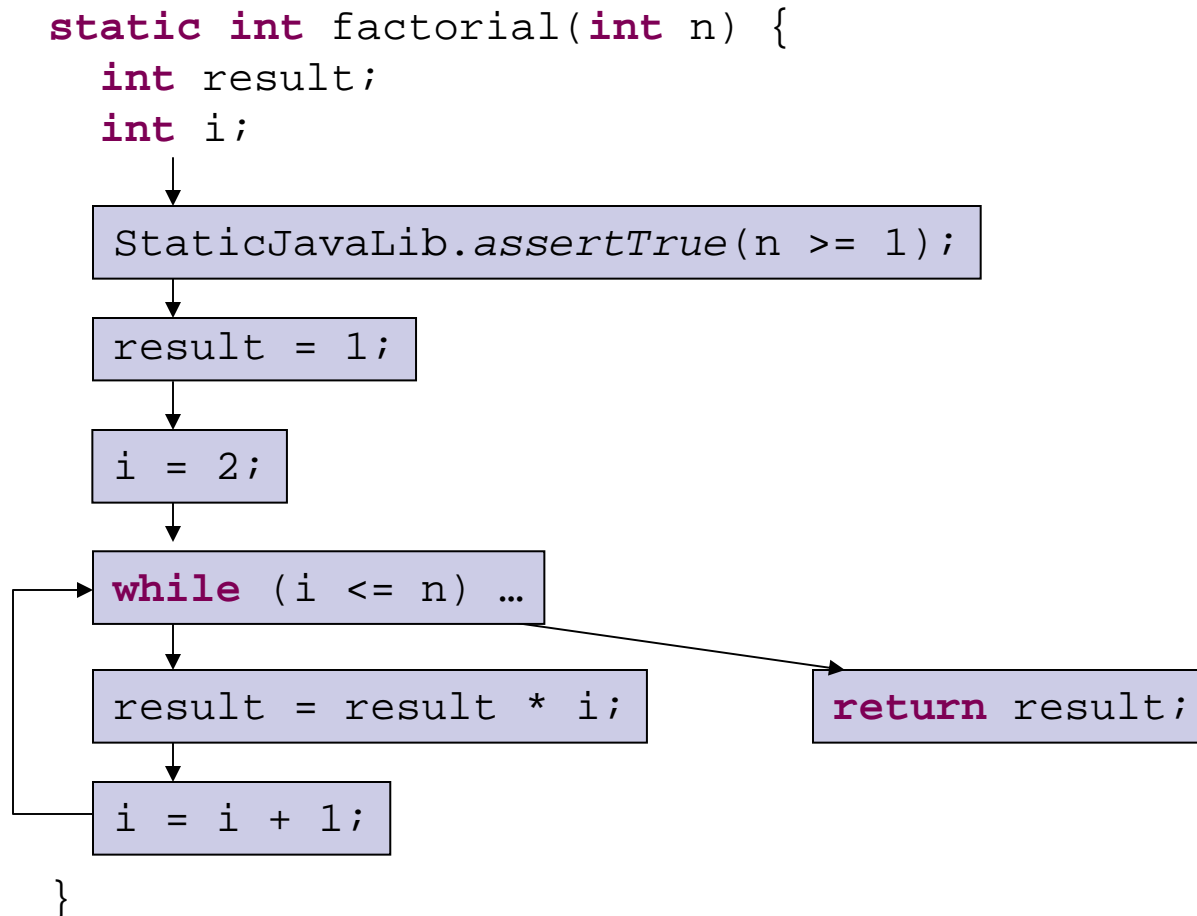 static int factorial(int n) {
int result;
int i;
StaticJavaLib.assertTrue(n >= 1);
result = 1;
i = 2;
while (i <= n) …
result = result * i;
return result;
i = i + 1;
}